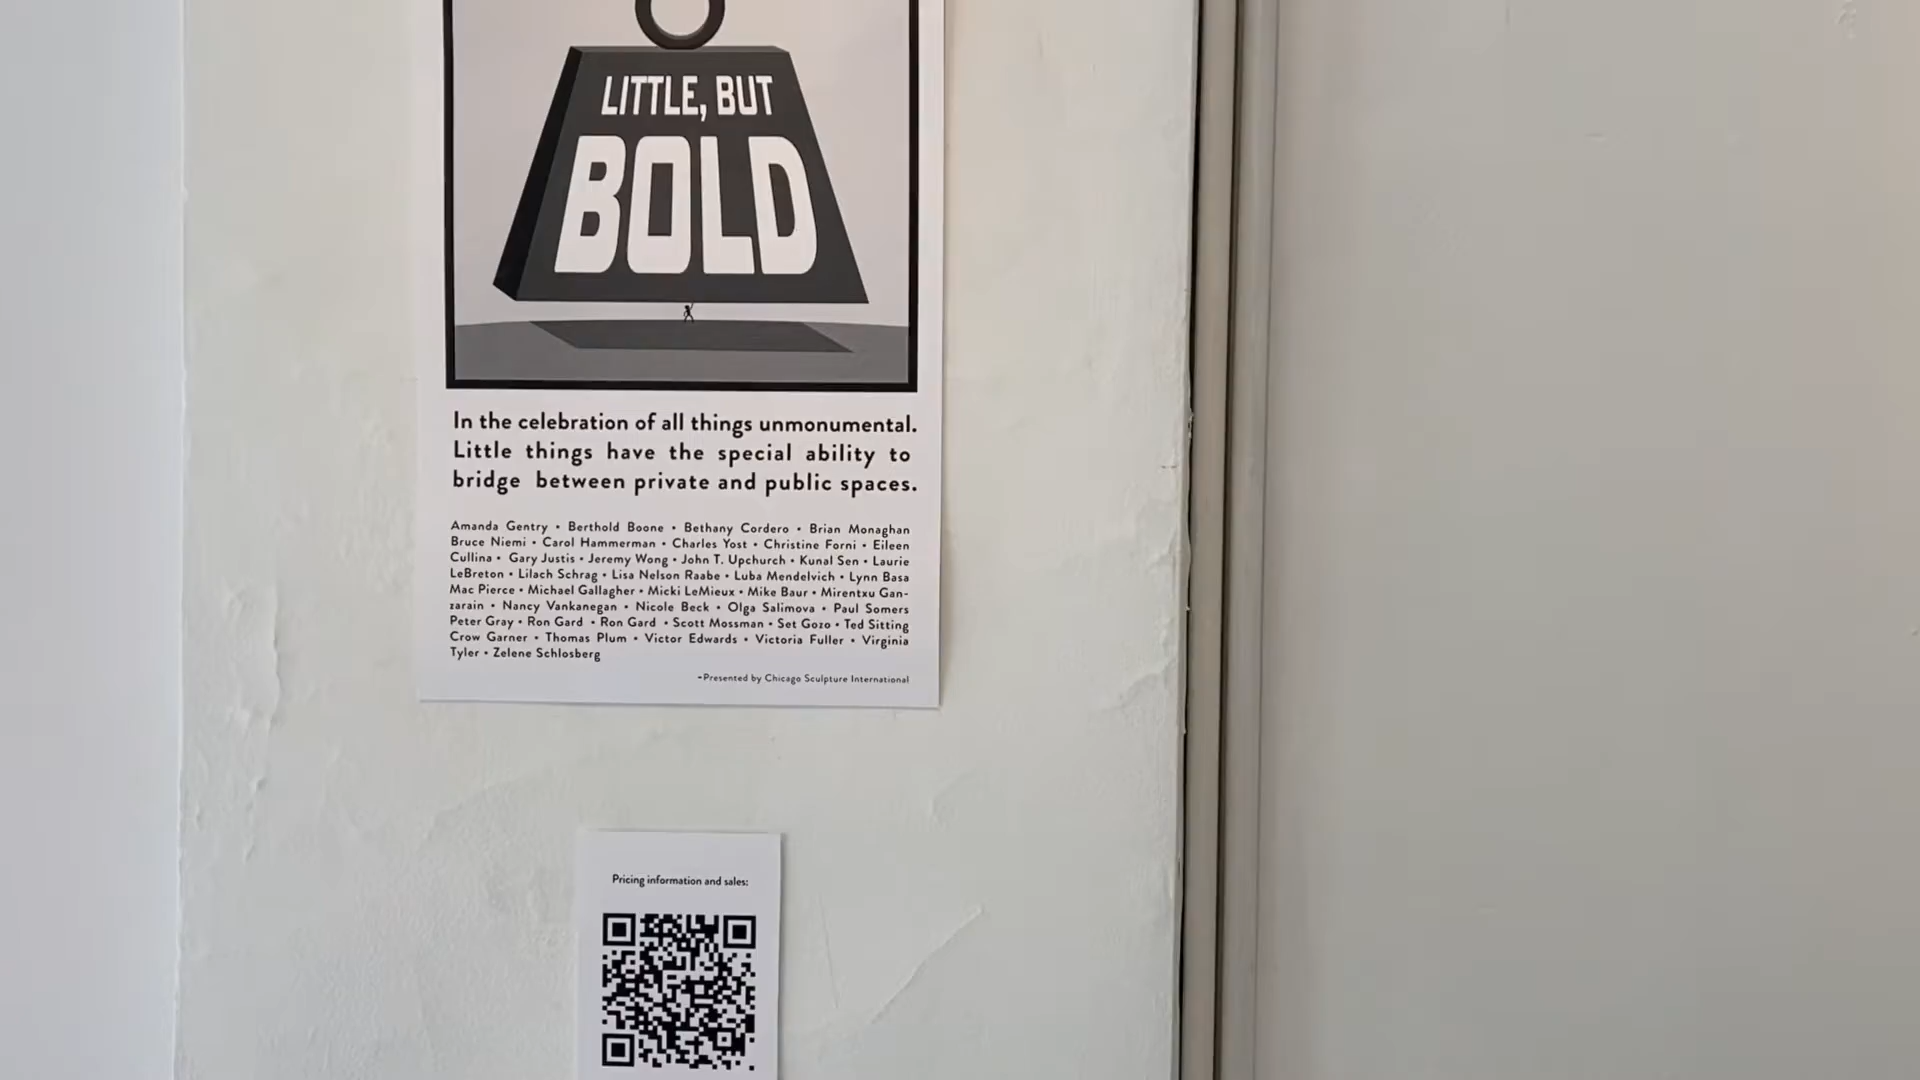 LITTLE, BUT
BOLD
In the celebration of all things unmonumental.
Little things have the special ability to
bridge between private and public spaces.
Amanda Gentry • Berthold Boone • Bethany Cordero • Brian Monaghan
Bruce Niemi • Carol Hammerman • Charles Yost • Christine Forni • Eileen
Cullina • Gary Justis • Jeremy Wong • John T. Upchurch • Kunal Sen • Laurie
LeBreton • Lilach Schrag • Lisa Nelson Raabe • Luba Mendelvich • Lynn Basa
Mac Pierce • Michael Gallagher • Micki LeMieux • Mike Baur • Mirentxu Gan-
zarain • Nancy Vankanegan • Nicole Beck • Olga Salimova • Paul Somers
Peter Gray • Ron Gard • Ron Gard • Scott Mossman • Set Gozo • Ted Sitting
Crow Garner • Thomas Plum • Victor Edwards • Victoria Fuller • Virginia
Tyler • Zelene Schlosberg
-Presented by Chicago Sculpture International
Pricing information and sales: